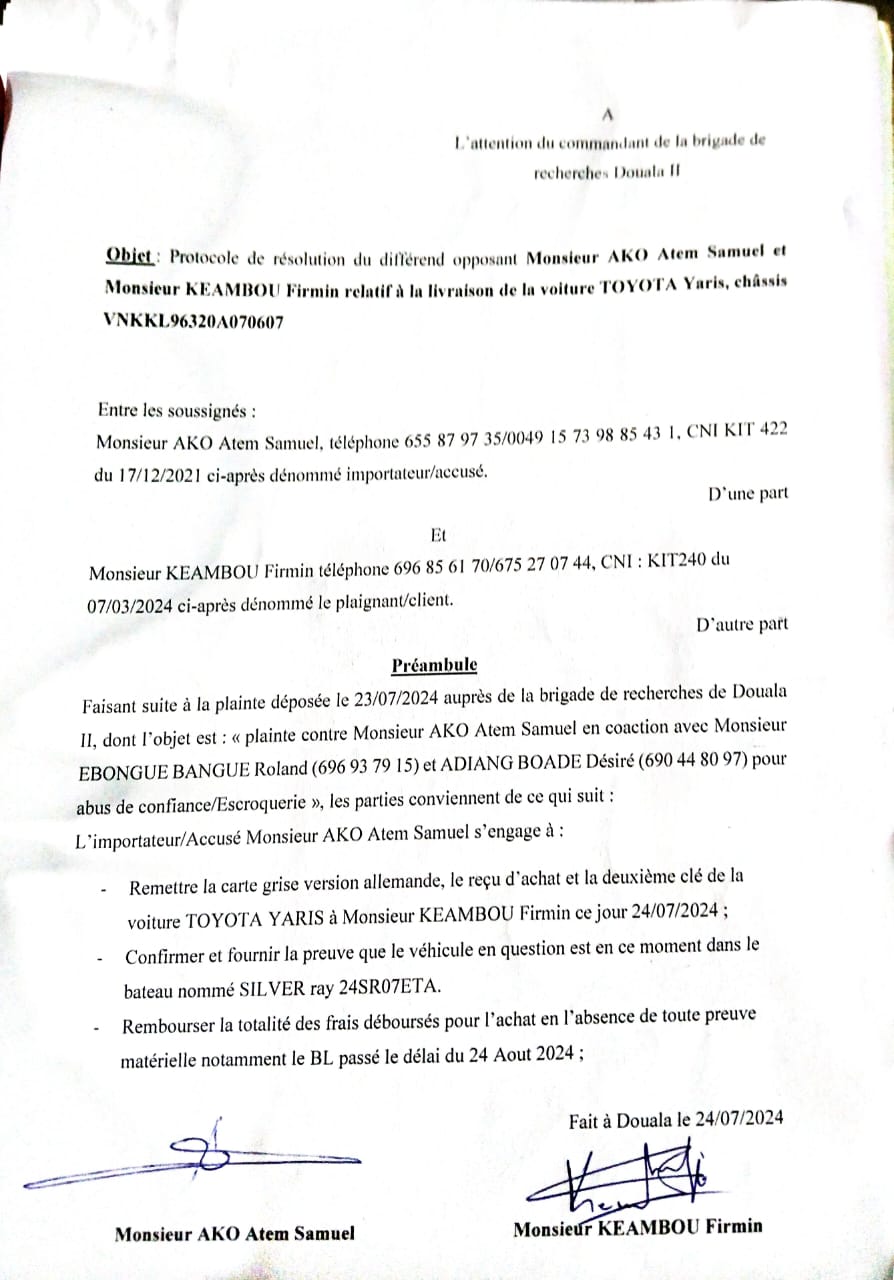 A
L'attention du commandant de la brigade de
recherches Douala II
Objet : Protocole de résolution du différend opposant Monsieur AKO Atem Samuel et
Monsieur KEAMBOU Firmin relatif à la livraison de la voiture TOYOTA Yaris, châssis
VNKKL96320A070607
Entre les soussignés :
Monsieur AKO Atem Samuel, téléphone 655 87 97 35/0049 15 73 98 85 43 1, CNI KIT 422
du 17/12/2021 ci-après dénommé importateur/accusé.
D'une part
Et
Monsieur KEAMBOU Firmin téléphone 696 85 61 70/675 27 07 44, CNI : KIT240 du
07/03/2024 ci-après dénommé le plaignant/client.
D'autre part
Préambule
Faisant suite à la plainte déposée le 23/07/2024 auprès de la brigade de recherches de Douala
II, dont l'objet est : « plainte contre Monsieur AKO Atem Samuel en coaction avec Monsieur
EBONGUE BANGUE Roland (696 93 79 15) et ADIANG BOADE Désiré (690 44 80 97) pour
abus de confiance/Escroquerie », les parties conviennent de ce qui suit :
L'importateur/Accusé Monsieur AKO Atem Samuel s'engage à :
- Remettre la carte grise version allemande, le reçu d'achat et la deuxième clé de la
voiture TOYOTA YARIS à Monsieur KEAMBOU Firmin ce jour 24/07/2024 ;
- Confirmer et fournir la preuve que le véhicule en question est en ce moment dans le
bateau nommé SILVER ray 24SR07ETA.
- Rembourser la totalité des frais déboursés pour l'achat en l'absence de toute preuve
matérielle notamment le BL passé le délai du 24 Aout 2024 ;
Fait à Douala le 24/07/2024
Monsieur AKO Atem Samuel
Monsieur KEAMBOU Firmin